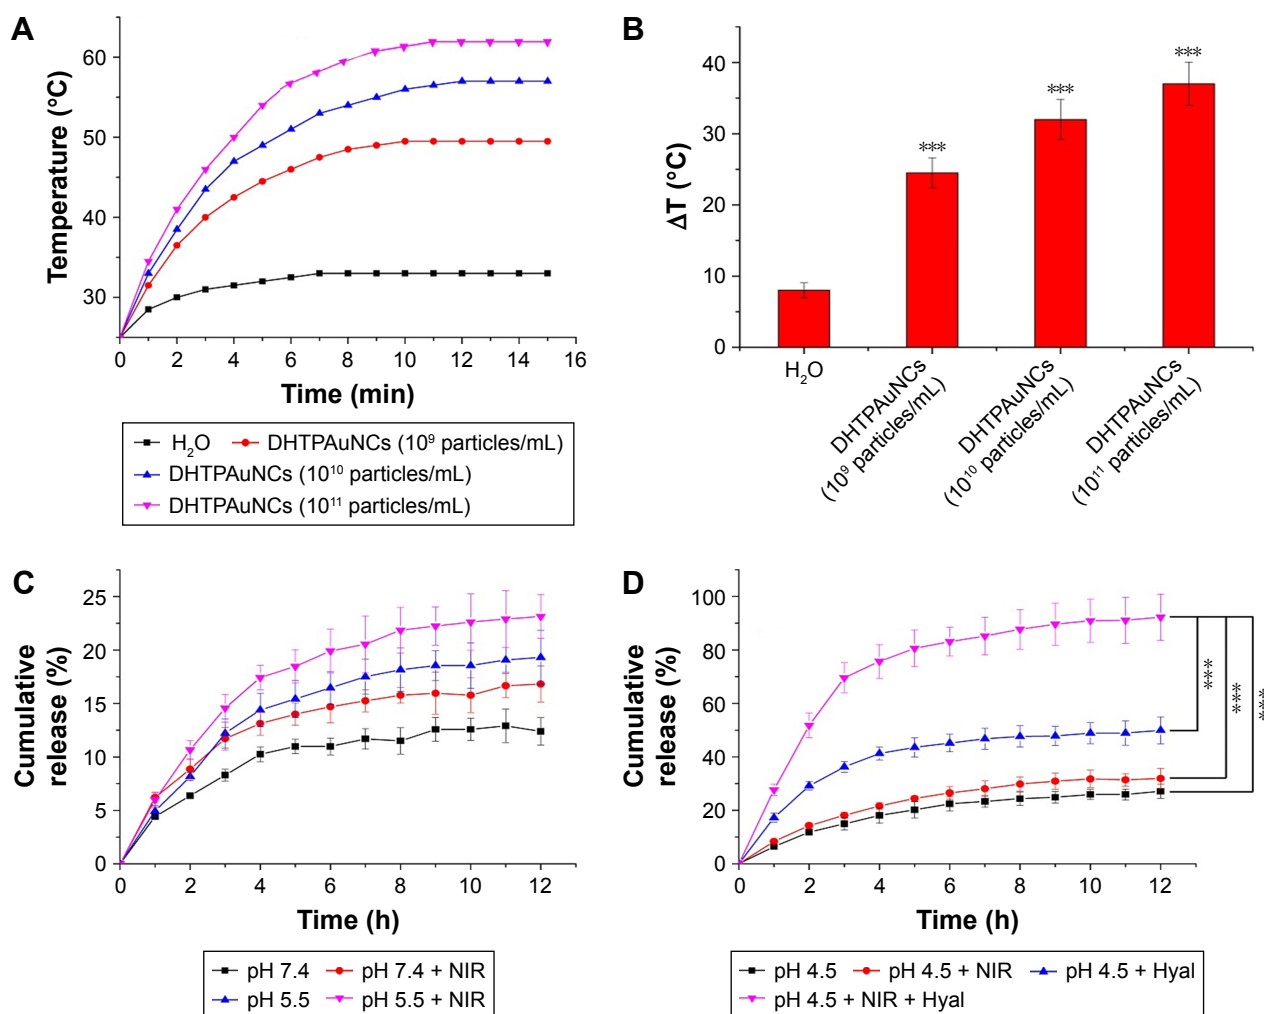 A
Temperature (°C)
60
50
40
30
0 2 4 6 8 10 12 14 16
Time (min)
H₂O DHTPAuNCs (10⁹ particles/mL)
DHTPAuNCs (10¹⁰ particles/mL)
DHTPAuNCs (10¹¹ particles/mL)
B
ΔT (°C)
40
30
20
10
0
***
***
***
H₂O
DHTPAuNCs
(10⁹ particles/mL)
DHTPAuNCs
(10¹⁰ particles/mL)
DHTPAuNCs
(10¹¹ particles/mL)
C
Cumulative
release (%)
25
20
15
10
5
0
0 2 4 6 8 10 12
Time (h)
pH 7.4 pH 7.4 + NIR
pH 5.5 pH 5.5 + NIR
D
Cumulative
release (%)
100
80
60
40
20
0
0 2 4 6 8 10 12
***
***
***
Time (h)
pH 4.5 pH 4.5 + NIR pH 4.5 + Hyal
pH 4.5 + NIR + Hyal